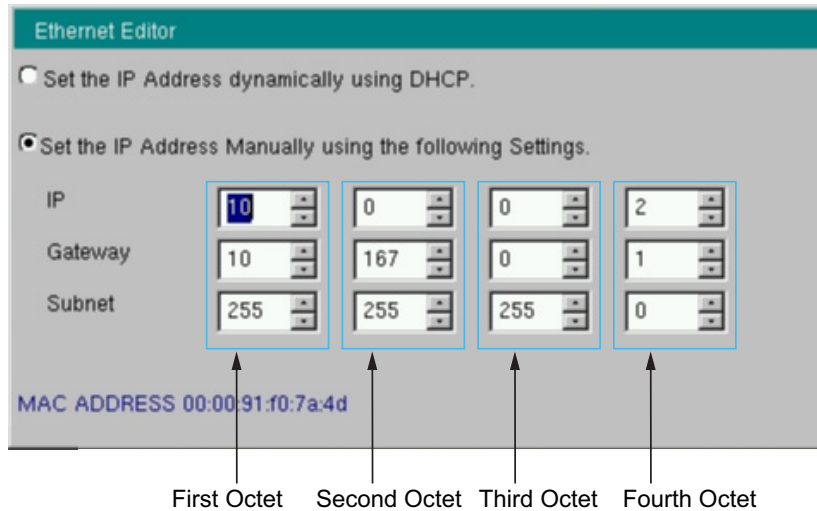 Ethernet Editor
Set the IP Address dynamically using DHCP.
Set the IP Address Manually using the following Settings.
IP 10 0 0 2
Gateway 10 167 0 1
Subnet 255 255 255 0
MAC ADDRESS 00:00:91:f0:7a:4d
First Octet Second Octet Third Octet Fourth Octet